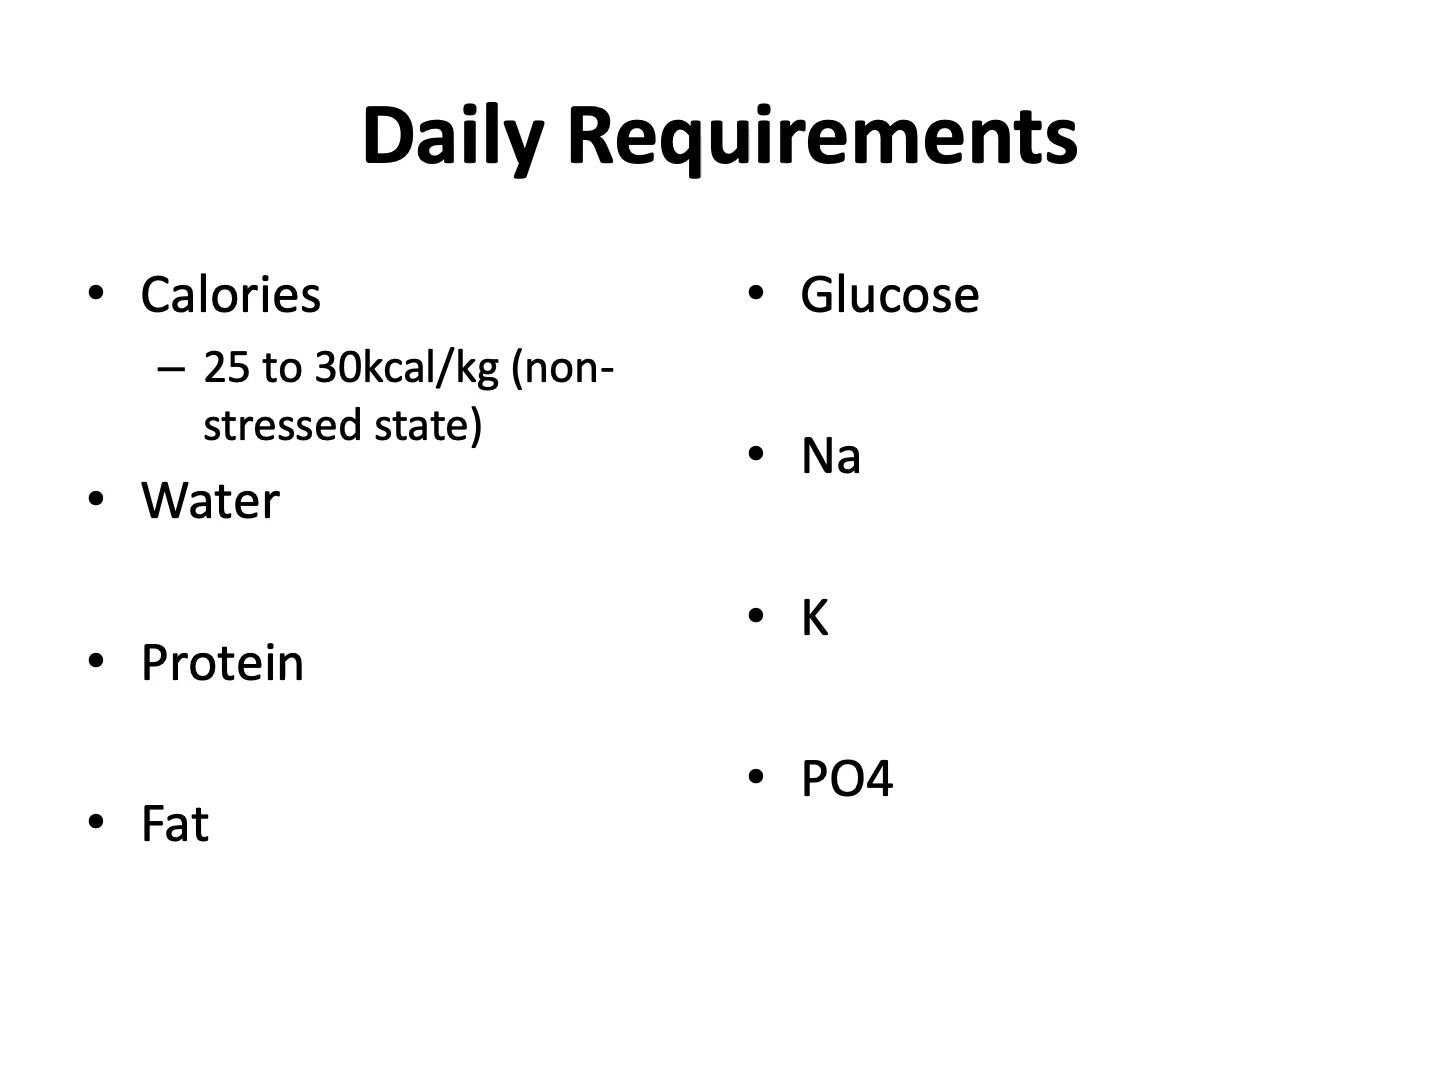 Daily Requirements
• Calories
– 25 to 30kcal/kg (non-
stressed state)
• Water
• Protein
• Fat
• Glucose
• Na
• K
• PO4